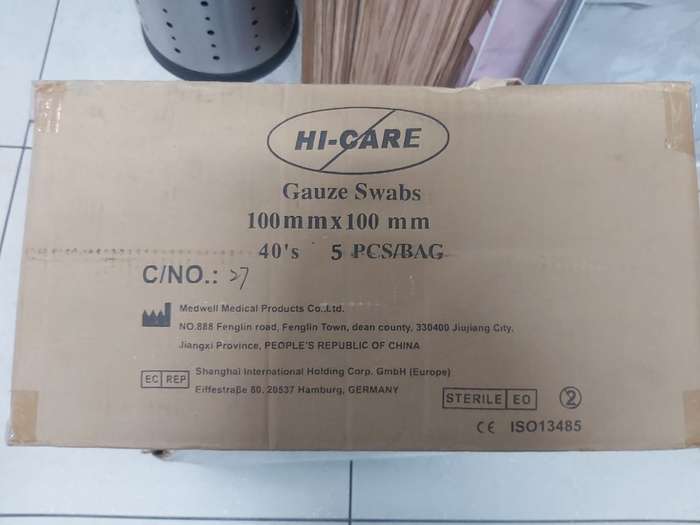 HI-CARE
Gauze Swabs
100mmx100 mm
40's 5 PCS/BAG
C/NO.: 27
Medwell Medical Products Co.,Ltd.
NO.888 Fenglin road, Fenglin Town, dean county, 330400 Jiujiang City,
Jiangxi Province, PEOPLE'S REPUBLIC OF CHINA
EC REP
Shanghai International Holding Corp. GmbH (Europe)
Eiffestraße 80, 20537 Hamburg, GERMANY
STERILE EO 2
CE ISO13485